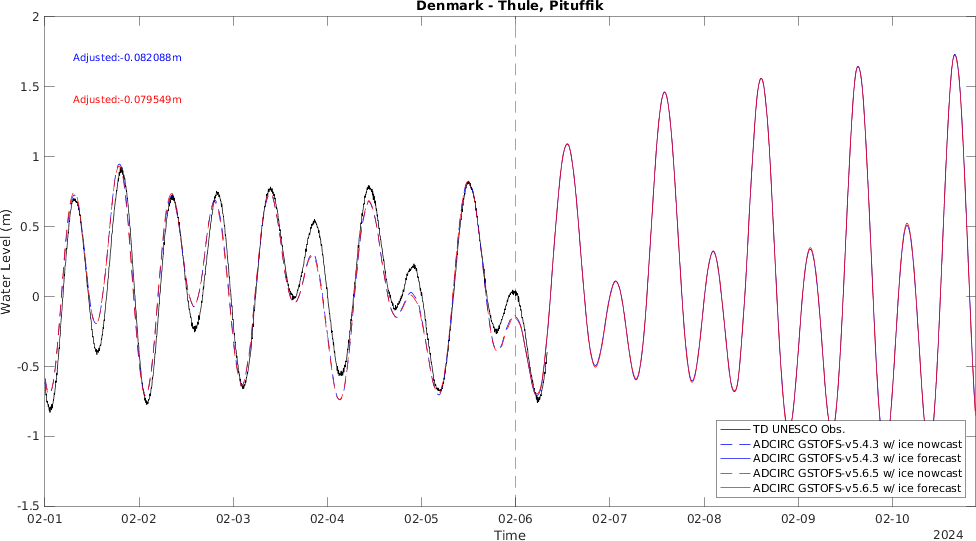 Denmark - Thule, Pituffik
Adjusted:-0.082088m
Adjusted:-0.079549m
Water Level (m)
2
1.5
1
0.5
0
-0.5
-1
-1.5
TD UNESCO Obs.
ADCIRC GSTOFS-v5.4.3 w/ ice nowcast
ADCIRC GSTOFS-v5.4.3 w/ ice forecast
ADCIRC GSTOFS-v5.6.5 w/ ice nowcast
ADCIRC GSTOFS-v5.6.5 w/ ice forecast
02-01 02-02 02-03 02-04 02-05 02-06 02-07 02-08 02-09 02-10
Time
2024